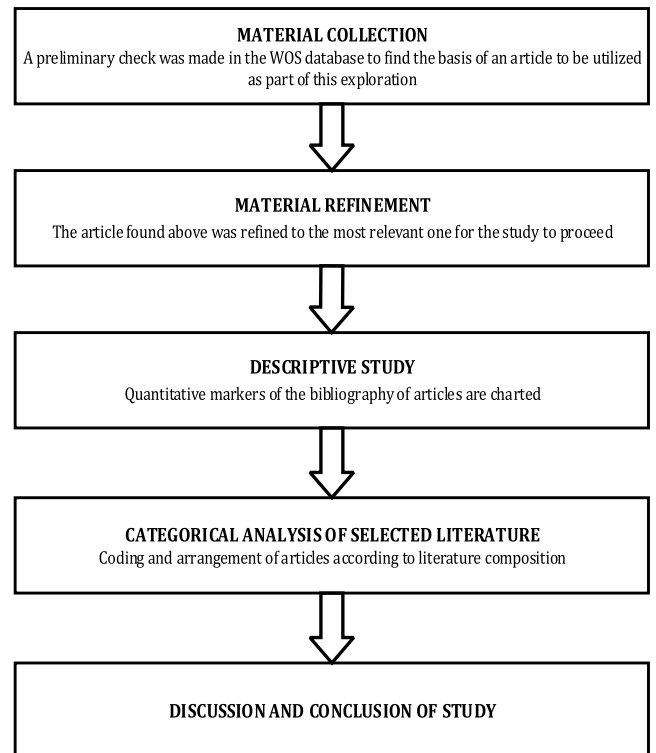 MATERIAL COLLECTION
A preliminary check was made in the WOS database to find the basis of an article to be utilized
as part of this exploration
MATERIAL REFINEMENT
The article found above was refined to the most relevant one for the study to proceed
DESCRIPTIVE STUDY
Quantitative markers of the bibliography of articles are charted
CATEGORICAL ANALYSIS OF SELECTED LITERATURE
Coding and arrangement of articles according to literature composition
DISCUSSION AND CONCLUSION OF STUDY